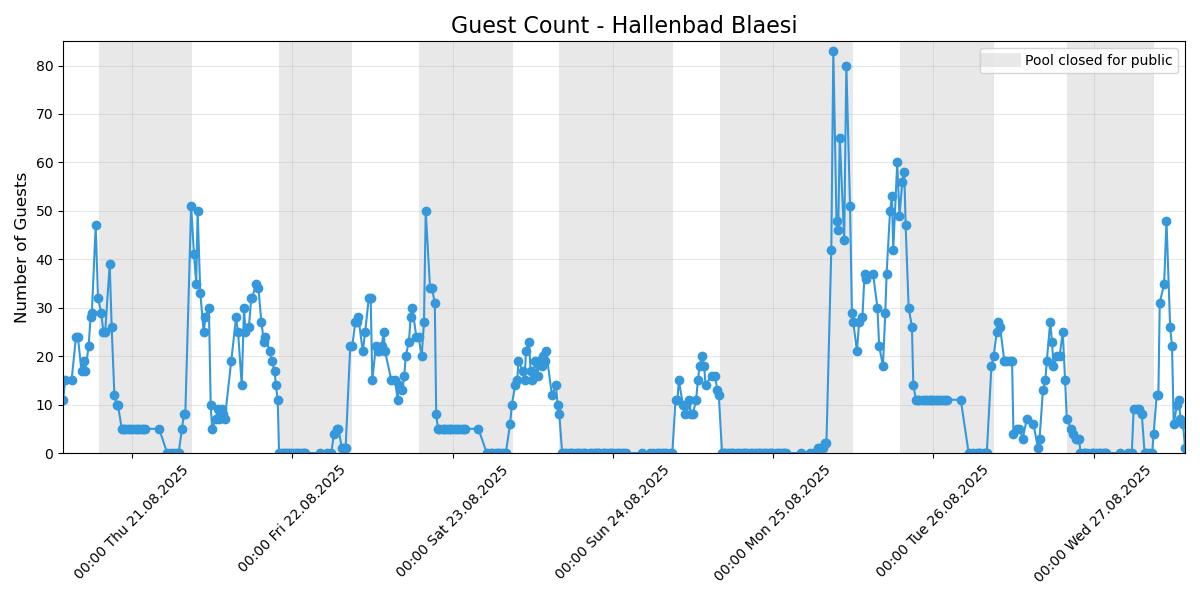 Guest Count - Hallenbad Blaesi
Pool closed for public
Number of Guests
80
70
60
50
40
30
20
10
0
00:00 Thu 21.08.2025
00:00 Fri 22.08.2025
00:00 Sat 23.08.2025
00:00 Sun 24.08.2025
00:00 Mon 25.08.2025
00:00 Tue 26.08.2025
00:00 Wed 27.08.2025